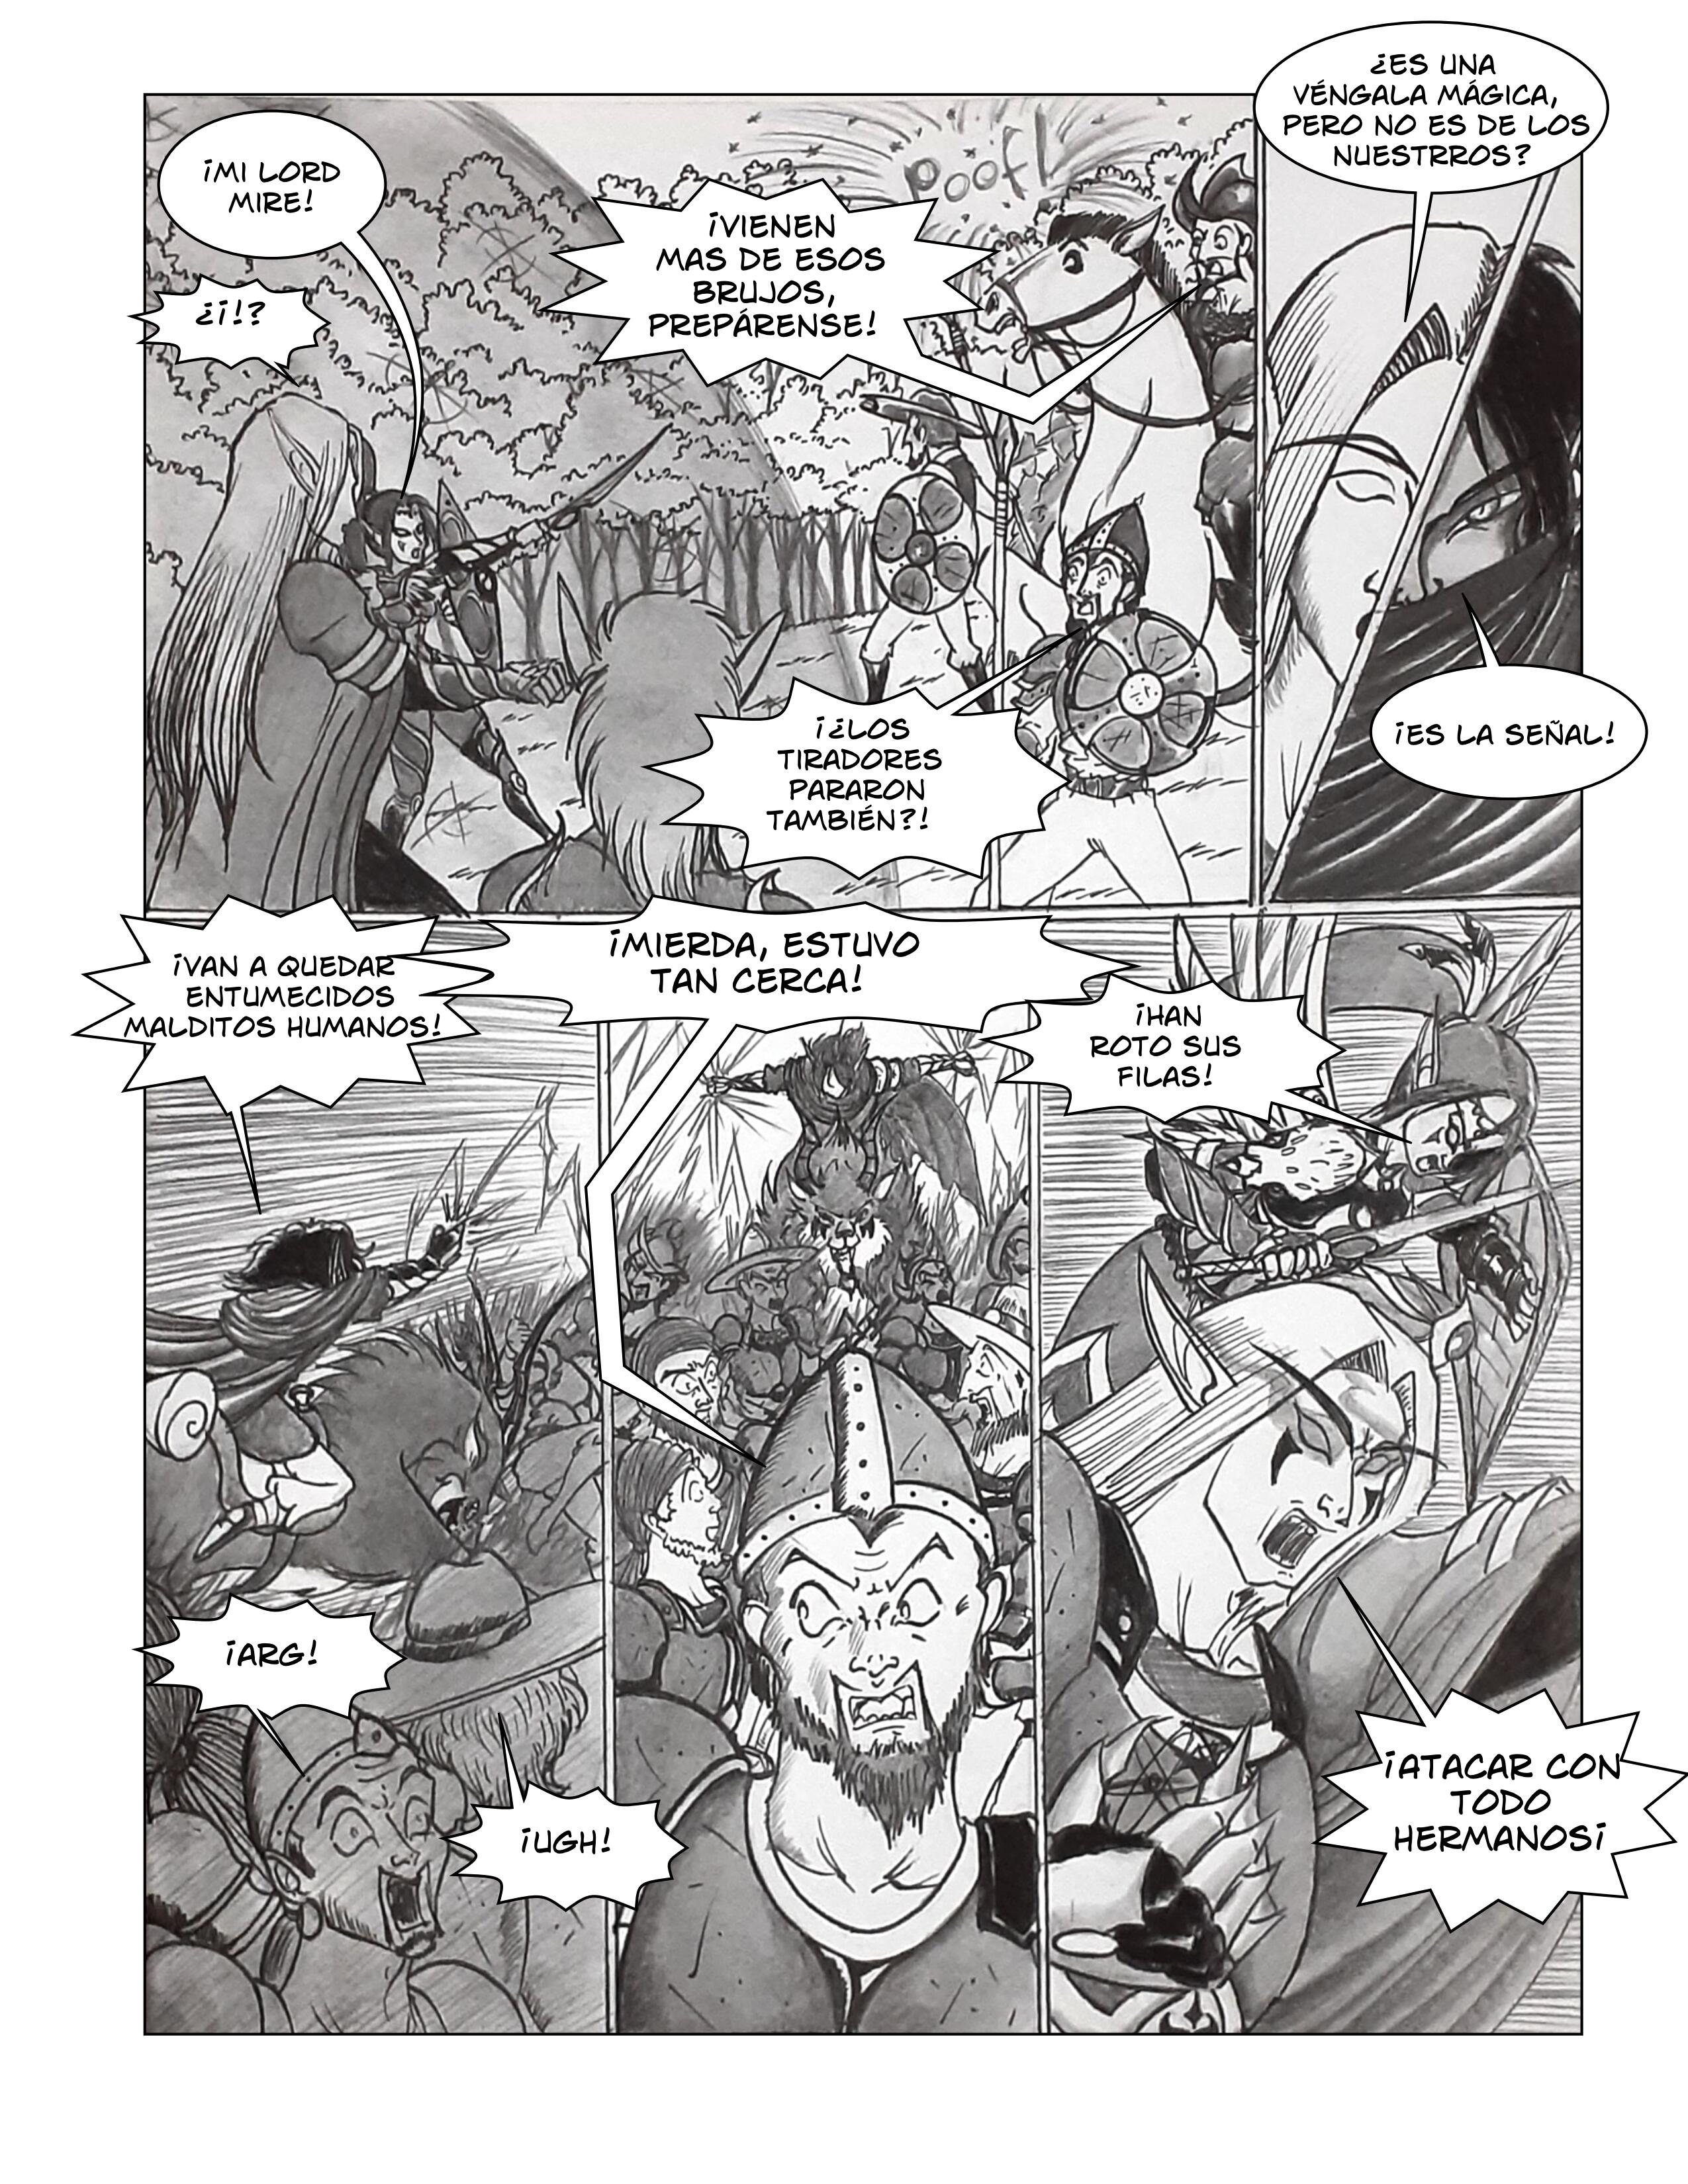 ¡MI LORD
MIRE!
¿¡!?
poof!
¡VIENEN
MAS DE ESOS
BRUJOS,
PREPÁRENSE!
¡¿LOS
TIRADORES
PARARON
TAMBIÉN?!
¿ES UNA
VÉNGALA MÁGICA,
PERO NO ES DE LOS
NUESTRROS?
¡ES LA SEÑAL!
¡VAN A QUEDAR
ENTUMECIDOS
MALDITOS HUMANOS!
¡ARG!
¡UGH!
¡MIERDA, ESTUVO
TAN CERCA!
¡HAN
ROTO SUS
FILAS!
¡ATACAR CON
TODO
HERMANOS¡